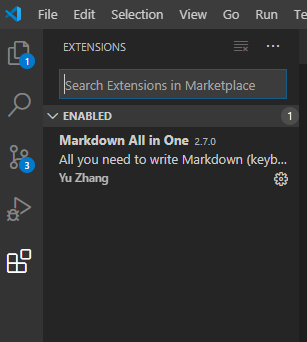 File Edit Selection View Go Run Te
EXTENSIONS
1
Search Extensions in Marketplace
ENABLED 1
Markdown All in One 2.7.0
All you need to write Markdown (keyb...
3
Yu Zhang